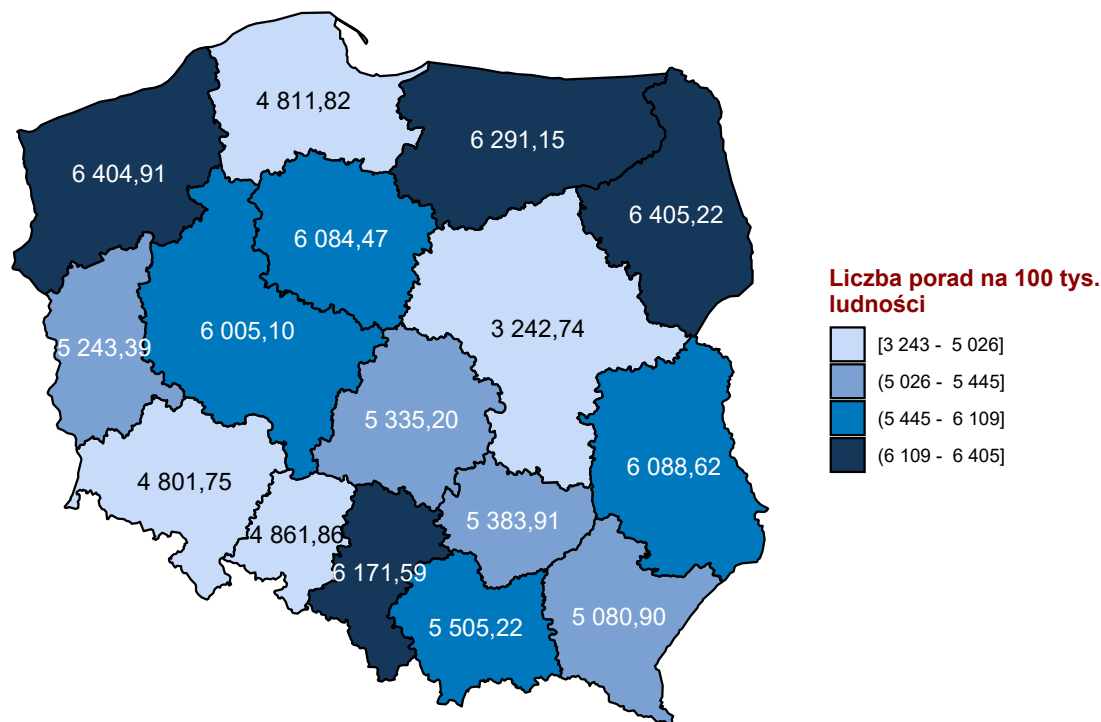 4 811,82
6 291,15
6 404,91
6 405,22
6 084,47
Liczba porad na 100 tys.
ludności
6 005,10
3 242,74
5 243,39
[3 243 - 5 026]
(5 026 - 5 445]
(5 445 - 6 109]
(6 109 - 6 405]
5 335,20
6 088,62
4 801,75
5 383,91
4 861,86
6 171,59
5 505,22
5 080,90